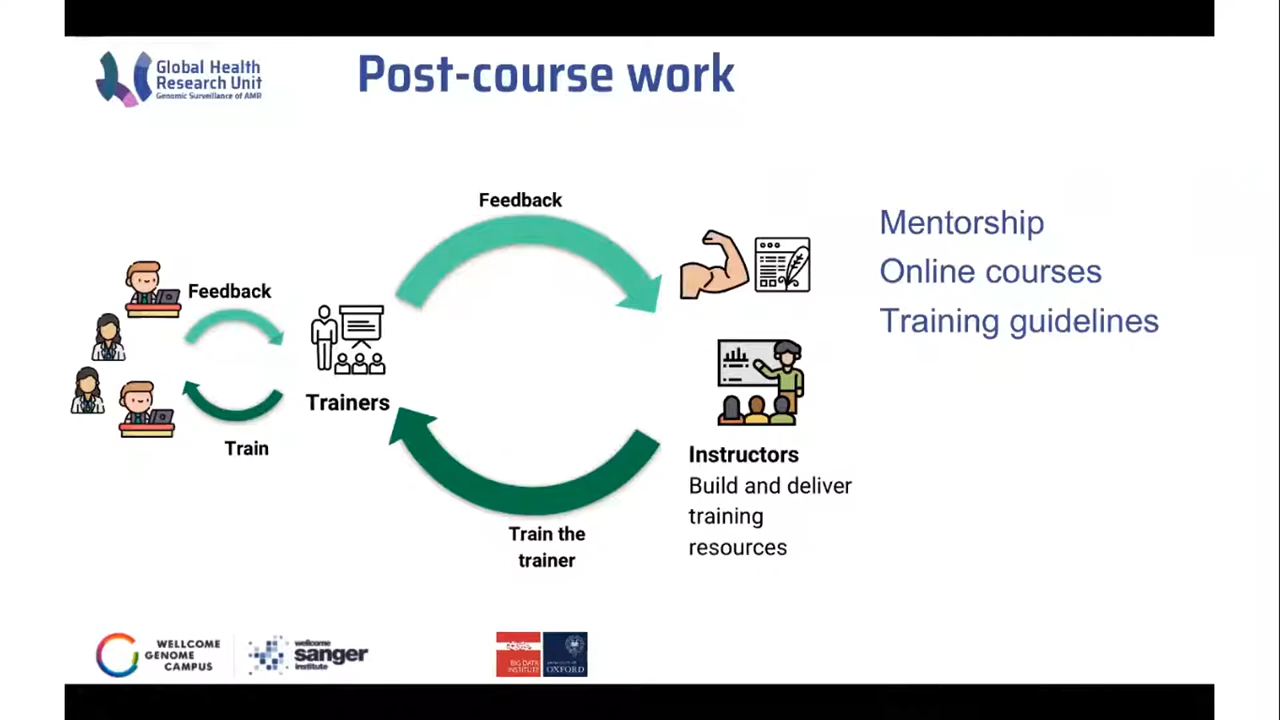 Global Health
Research Unit
Genomic Surveillance of AMR
Post-course work
Feedback
Mentorship
Online courses
Training guidelines
Feedback
Trainers
Train
Instructors
Build and deliver
training
resources
Train the
trainer
WELLCOME
GENOME
CAMPUS
wellcome
sanger
institute
BIG DATA
INSTITUTE
UNIVERSITY OF
OXFORD